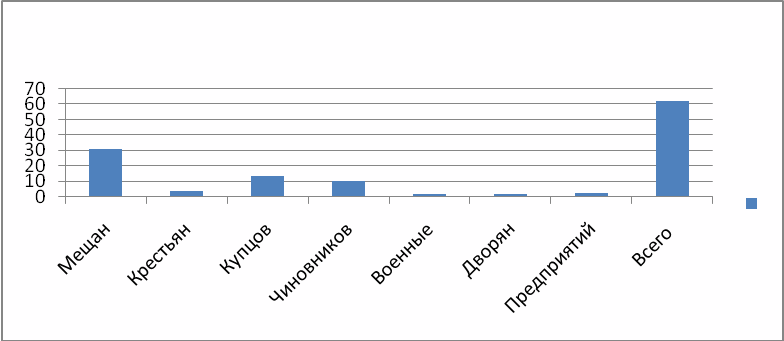 70
60
50
40
30
20
10
0
Мещан
Крестьян
Купцов
Чиновников
Военные
Дворян
Предприятий
Всего